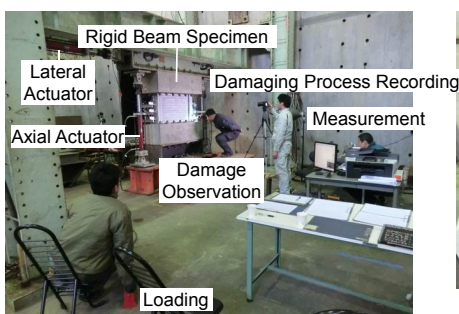 Rigid Beam Specimen
Lateral
Actuator
Damaging Process Recording
Measurement
Axial Actuator
Damage
Observation
Loading